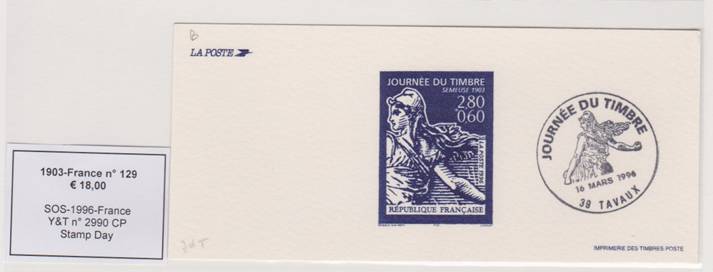 B
LA POSTE
JOURNÉE DU TIMBRE
SEMEUSE 1903
2,80
+0,60
LA POSTE 1996
RÉPUBLIQUE FRANÇAISE
JOURNÉE DU TIMBRE
16 MARS 1996
39 TAVAUX
IMPRIMERIE DES TIMBRES-POSTE
1903-France n° 129
€ 18,00
SOS-1996-France
Y&T n° 2990 CP
Stamp Day